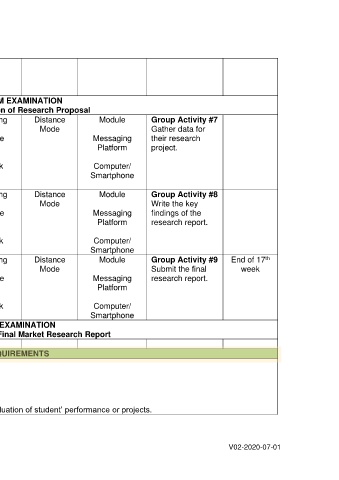 M EXAMINATION
on of Research Proposal
ng Distance Module Group Activity #7
e Mode Messaging Gather data for
k Platform their research
Computer/ project.
Smartphone
ng Distance Module Group Activity #8
e Mode Messaging Write the key
k Platform findings of the
Computer/ research report.
Smartphone
ng Distance Module Group Activity #9 End of 17th
e Mode Messaging Submit the final week
k Platform research report.
Computer/
Smartphone
EXAMINATION
Final Market Research Report
QUIREMENTS
luation of student' performance or projects.
V02-2020-07-01